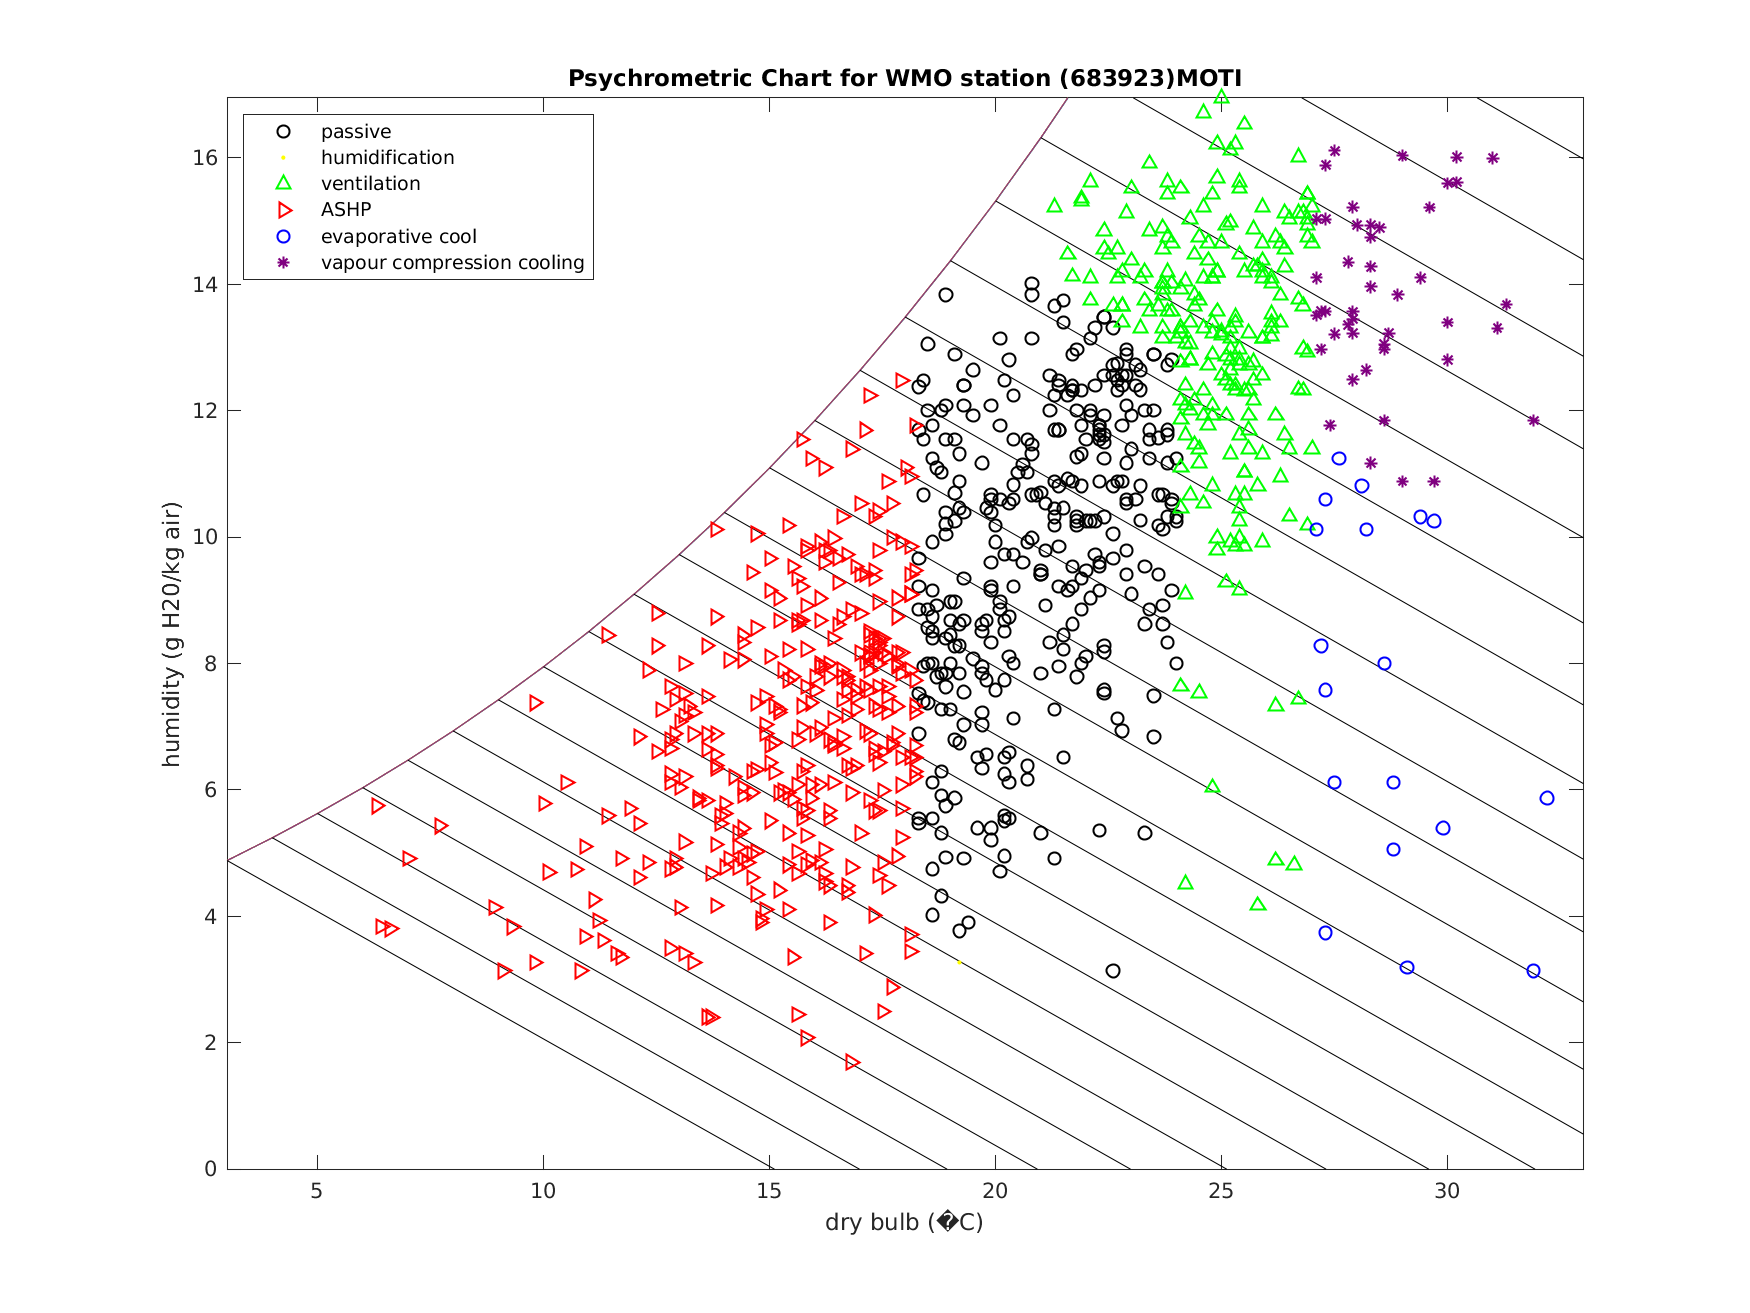 Psychrometric Chart for WMO station (683923)MOTI
passive
humidification
ventilation
ASHP
evaporative cool
vapour compression cooling
16
14
12
10
8
6
4
2
0
humidity (g H20/kg air)
5 10 15 20 25 30
dry bulb (�C)